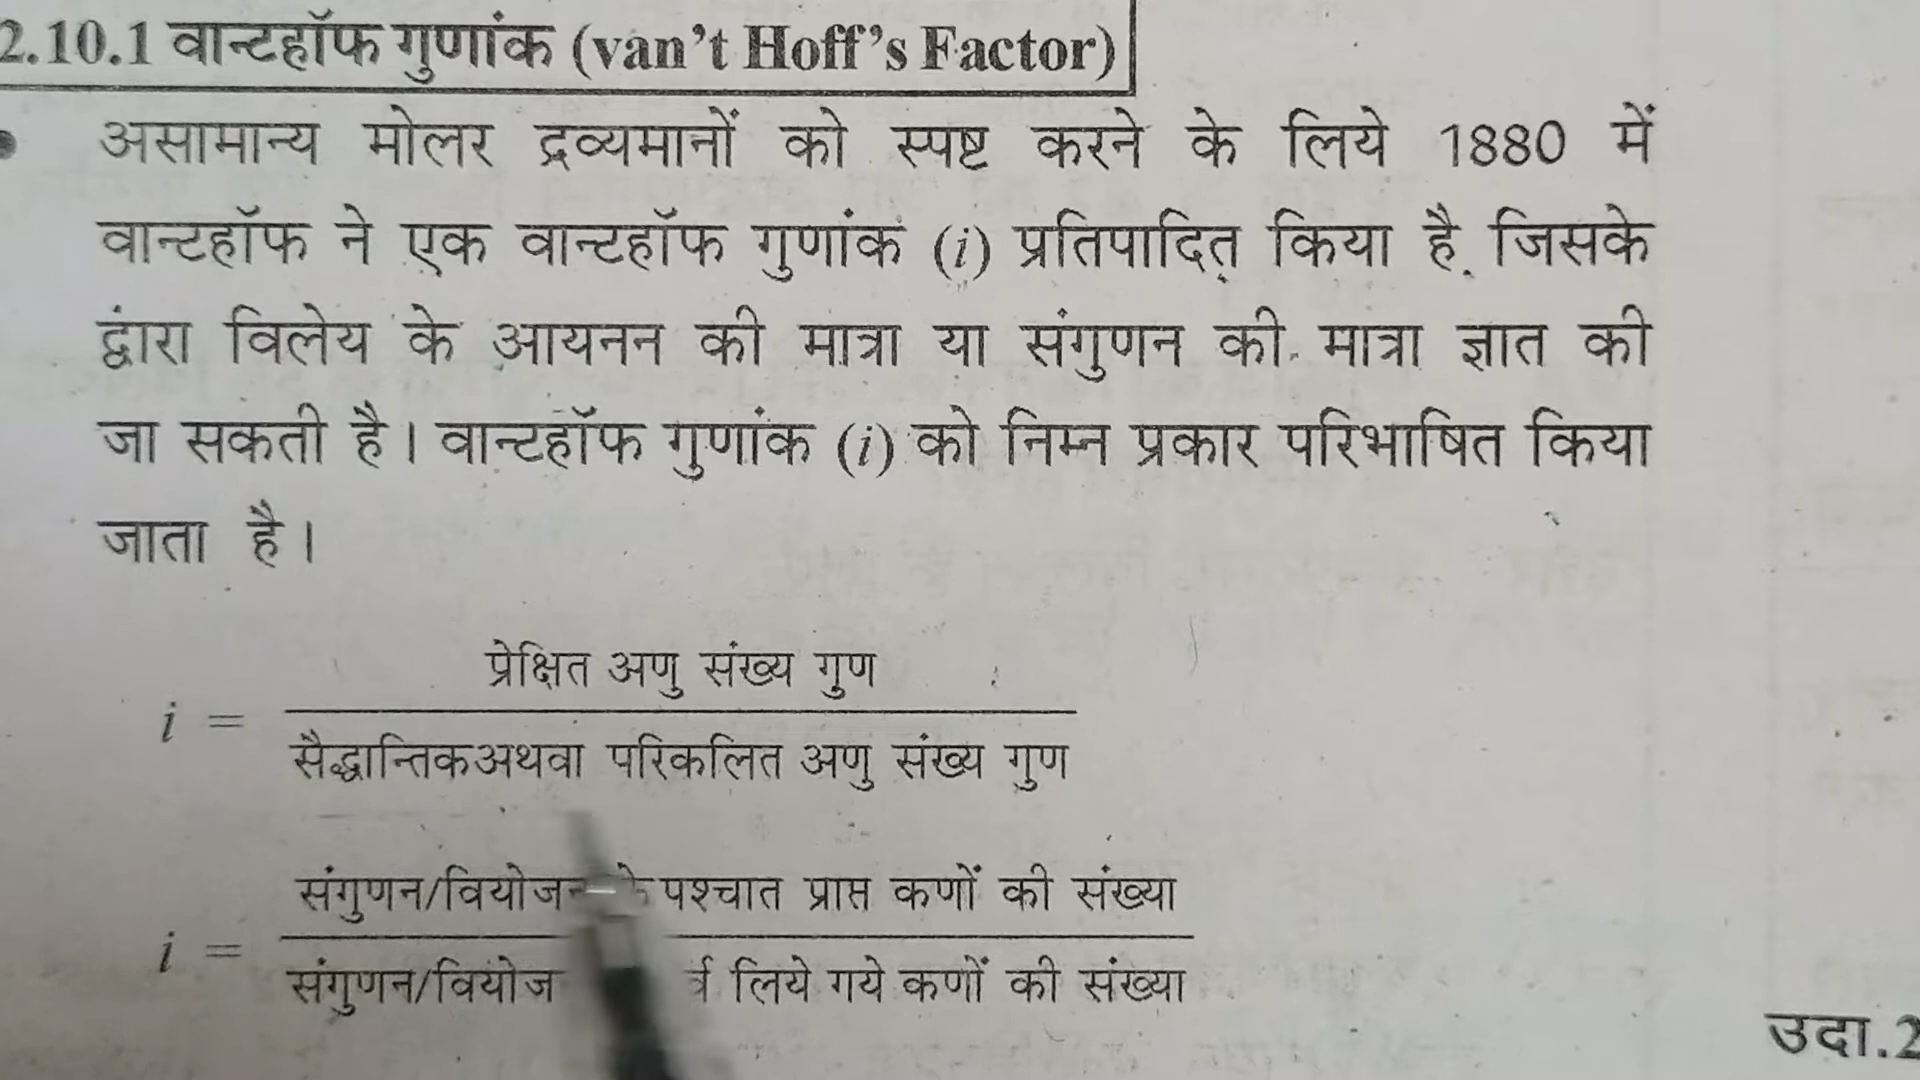 2.10.1 वान्टहॉफ गुणांक (van't Hoff's Factor)
असामान्य मोलर द्रव्यमानों को स्पष्ट करने के लिये 1880 में
वान्टहॉफ ने एक वान्टहॉफ गुणांक (i) प्रतिपादित किया है जिसके
द्वारा विलेय के आयनन की मात्रा या संगुणन की मात्रा ज्ञात की
जा सकती है। वान्टहॉफ गुणांक (i) को निम्न प्रकार परिभाषित किया
जाता है।
प्रेक्षित अणु संख्य गुण
i =
सैद्धान्तिकअथवा परिकलित अणु संख्य गुण
संगुणन/वियोजन के पश्चात प्राप्त कणों की संख्या
i =
संगुणन/वियोज लिये गये कणों की संख्या
उदा.2